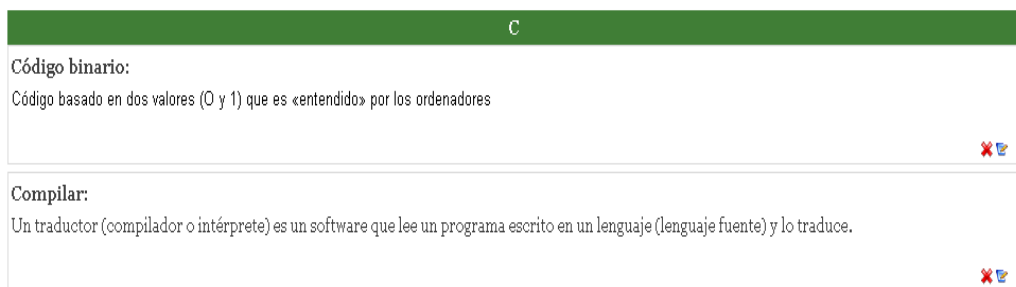 C
Código binario:
Código basado en dos valores (O y 1) que es «entendido» por los ordenadores
Compilar:
Un traductor (compilador o intérprete) es un software que lee un programa escrito en un lenguaje (lenguaje fuente) y lo traduce.